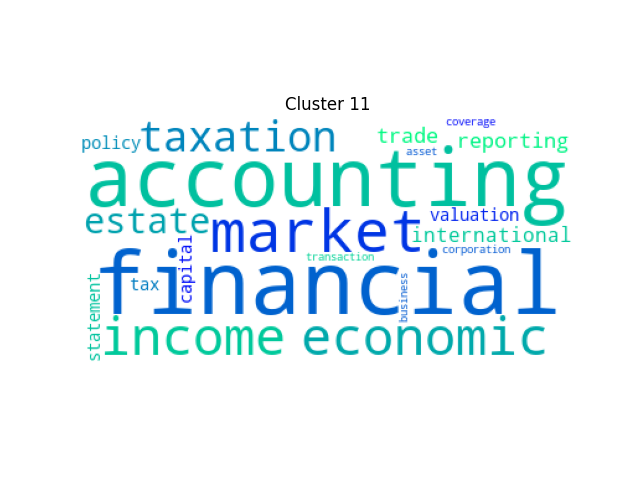 Cluster 11
coverage
policy taxation trade reporting
asset
accounting
estate market valuation
international
capital transaction corporation
financial
tax
statement business
income economic